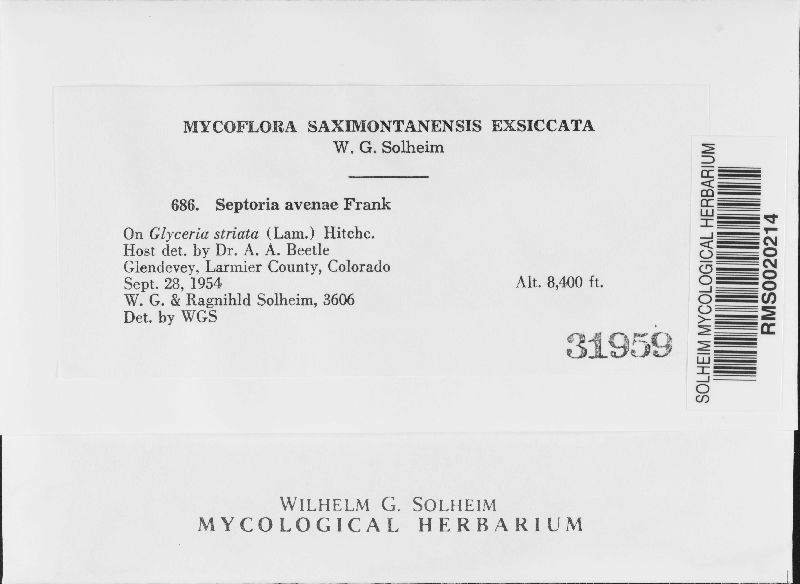 MYCOFLORA SAXIMONTANENSIS EXSICCATA
W. G. Solheim
686. Septoria avenae Frank
On Glyceria striata (Lam.) Hitchc.
Host det. by Dr. A. A. Beetle
Glendevey, Larmier County, Colorado
Sept. 28, 1954 Alt. 8,400 ft.
W. G. & Ragnihld Solheim, 3606
Det. by WGS
31959
SOLHEIM MYCOLOGICAL HERBARIUM
RMS0020214
WILHELM G. SOLHEIM
MYCOLOGICAL HERBARIUM